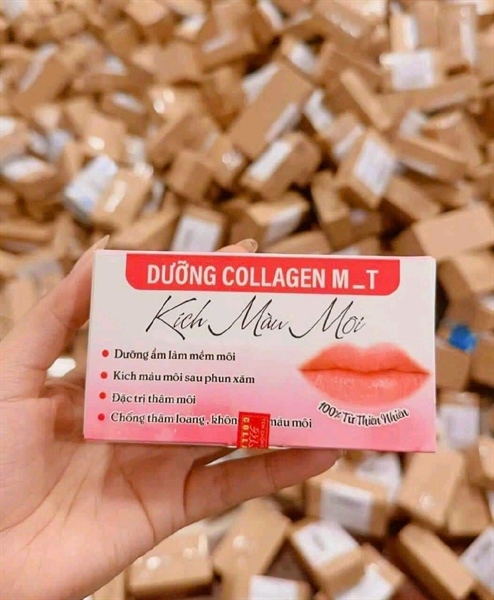 DƯỠNG COLLAGEN M_T
Kích Màu Môi
Dưỡng ẩm làm mềm môi
Kích màu môi sau phun xăm
Đặc trị thâm môi
Chống thâm loang, khôn màu môi
100% Từ Thiên Nhiên